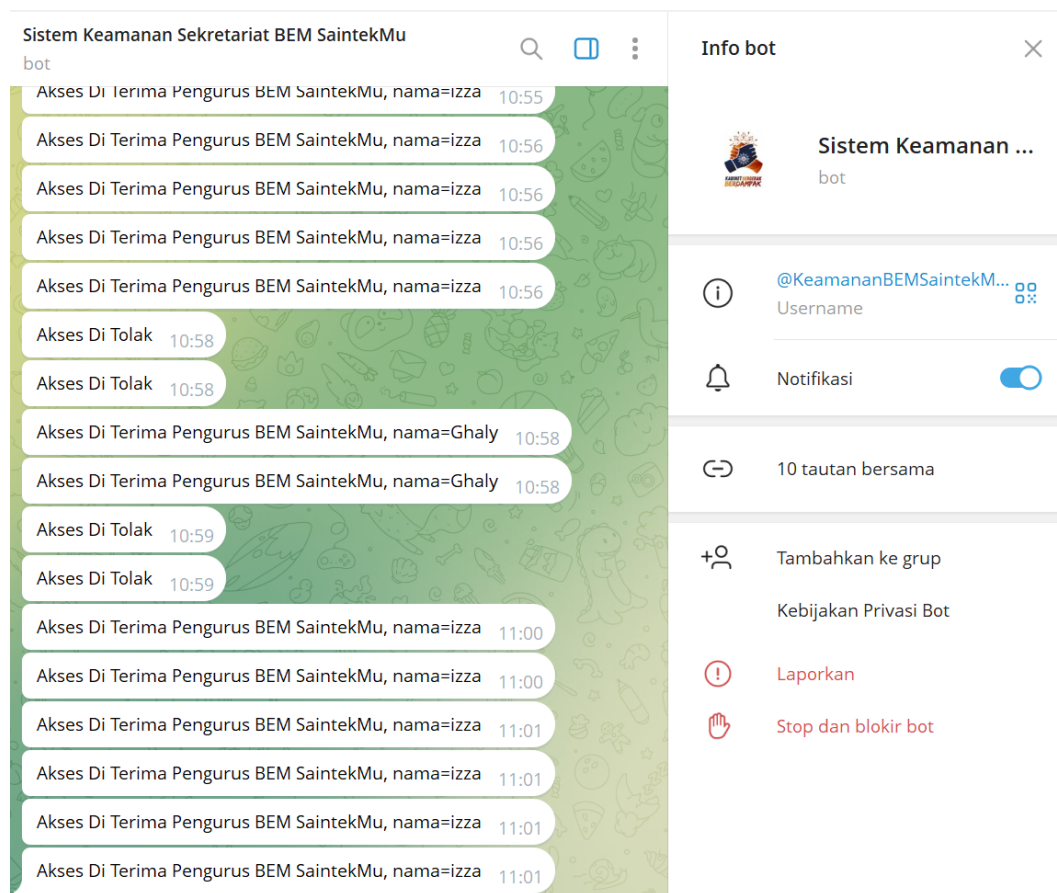 Sistem Keamanan Sekretariat BEM SaintekMu
bot
Akses Di Terima Pengurus BEM SaintekMu, nama=izza 10:55
Akses Di Terima Pengurus BEM SaintekMu, nama=izza 10:56
Akses Di Terima Pengurus BEM SaintekMu, nama=izza 10:56
Akses Di Terima Pengurus BEM SaintekMu, nama=izza 10:56
Akses Di Terima Pengurus BEM SaintekMu, nama=izza 10:56
Akses Di Tolak 10:58
Akses Di Tolak 10:58
Akses Di Terima Pengurus BEM SaintekMu, nama=Ghaly 10:58
Akses Di Terima Pengurus BEM SaintekMu, nama=Ghaly 10:58
Akses Di Tolak 10:59
Akses Di Tolak 10:59
Akses Di Terima Pengurus BEM SaintekMu, nama=izza 11:00
Akses Di Terima Pengurus BEM SaintekMu, nama=izza 11:00
Akses Di Terima Pengurus BEM SaintekMu, nama=izza 11:01
Akses Di Terima Pengurus BEM SaintekMu, nama=izza 11:01
Akses Di Terima Pengurus BEM SaintekMu, nama=izza 11:01
Akses Di Terima Pengurus BEM SaintekMu, nama=izza 11:01
Info bot
Sistem Keamanan ...
bot
@KeamananBEMSaintekM...
Username
Notifikasi
10 tautan bersama
Tambahkan ke grup
Kebijakan Privasi Bot
Laporkan
Stop dan blokir bot